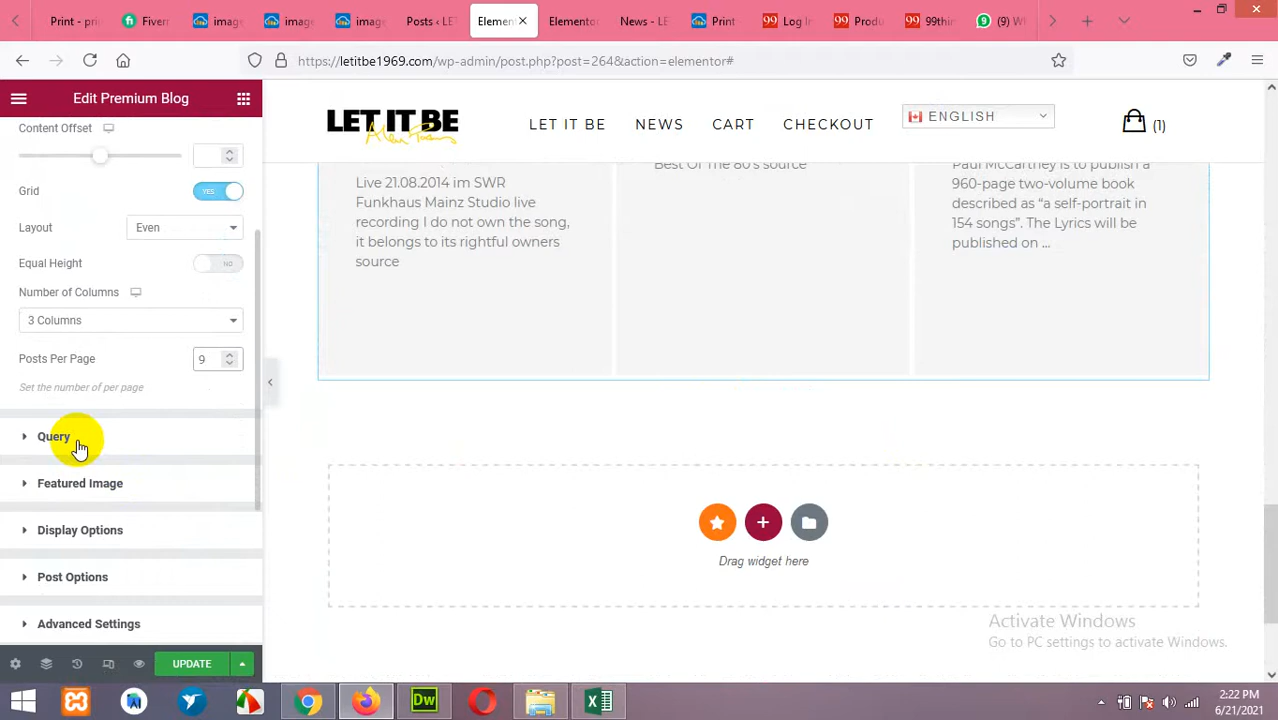 Print - pri
Fiverr
image
image
image
Posts ‹ LET
Element
Elementor
News - LE
Print
Log In
Produ
99thin
(9) W
https://letitbe1969.com/wp-admin/post.php?post=264&action=elementor#
Edit Premium Blog
Content Offset
Grid
YES
Layout
Even
Equal Height
NO
Number of Columns
3 Columns
Posts Per Page
9
Set the number of per page
Query
Featured Image
Display Options
Post Options
Advanced Settings
UPDATE
LET IT BE
LET IT BE
NEWS
CART
CHECKOUT
ENGLISH
(1)
Live 21.08.2014 im SWR
Funkhaus Mainz Studio live
recording I do not own the song,
it belongs to its rightful owners
source
Best Of The 80's source
Paul McCartney is to publish a
960-page two-volume book
described as “a self-portrait in
154 songs”. The Lyrics will be
published on ...
Drag widget here
Activate Windows
Go to PC settings to activate Windows.
Dw
2:22 PM
6/21/2021